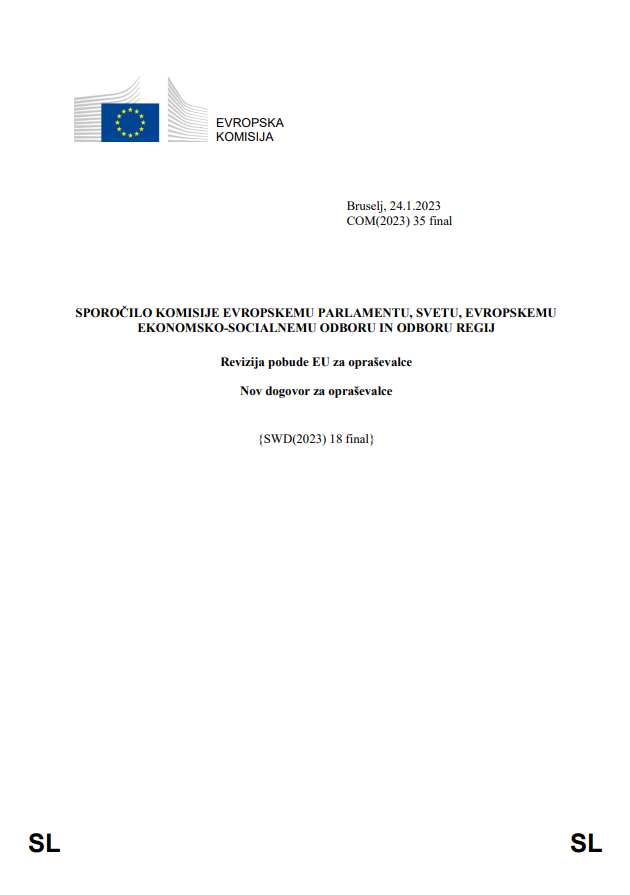 EVROPSKA
KOMISIJA
Bruselj, 24.1.2023
COM(2023) 35 final
SPOROČILO KOMISIJE EVROPSKEMU PARLAMENTU, SVETU, EVROPSKEMU
EKONOMSKO-SOCIALNEMU ODBORU IN ODBORU REGIJ
Revizija pobude EU za opraševalce
Nov dogovor za opraševalce
{SWD(2023) 18 final}
SL SL